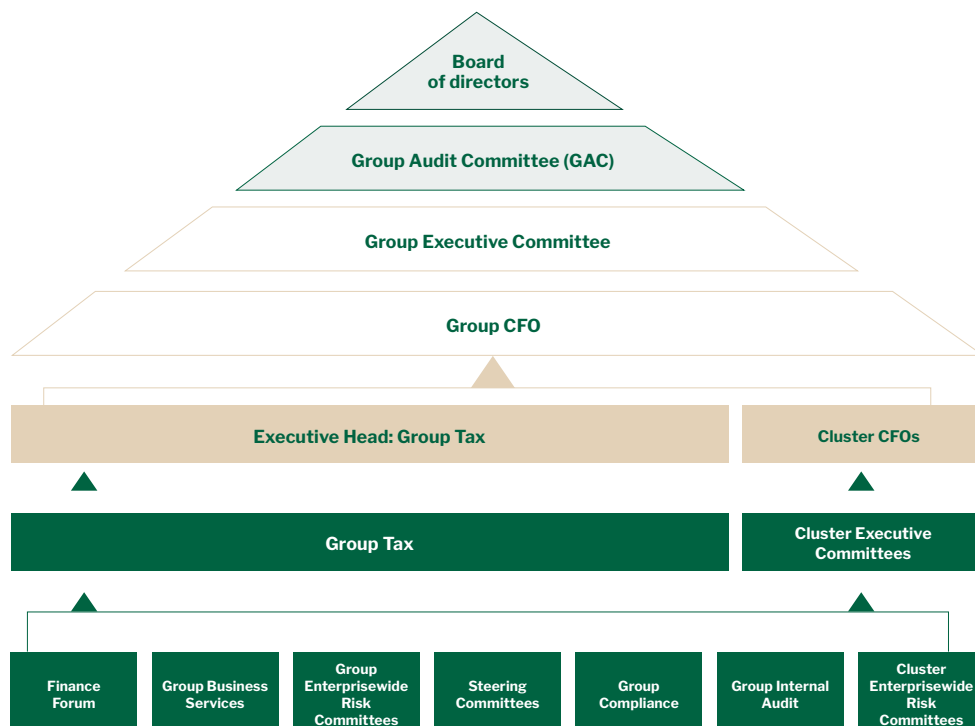 Board
of directors
Group Audit Committee (GAC)
Group Executive Committee
Group CFO
Executive Head: Group Tax
Cluster CFOs
Group Tax
Cluster Executive
Committees
Finance
Forum
Group Business
Services
Group
Enterprisewide
Risk
Committees
Steering
Committees
Group
Compliance
Group Internal
Audit
Cluster
Enterprisewide
Risk
Committees